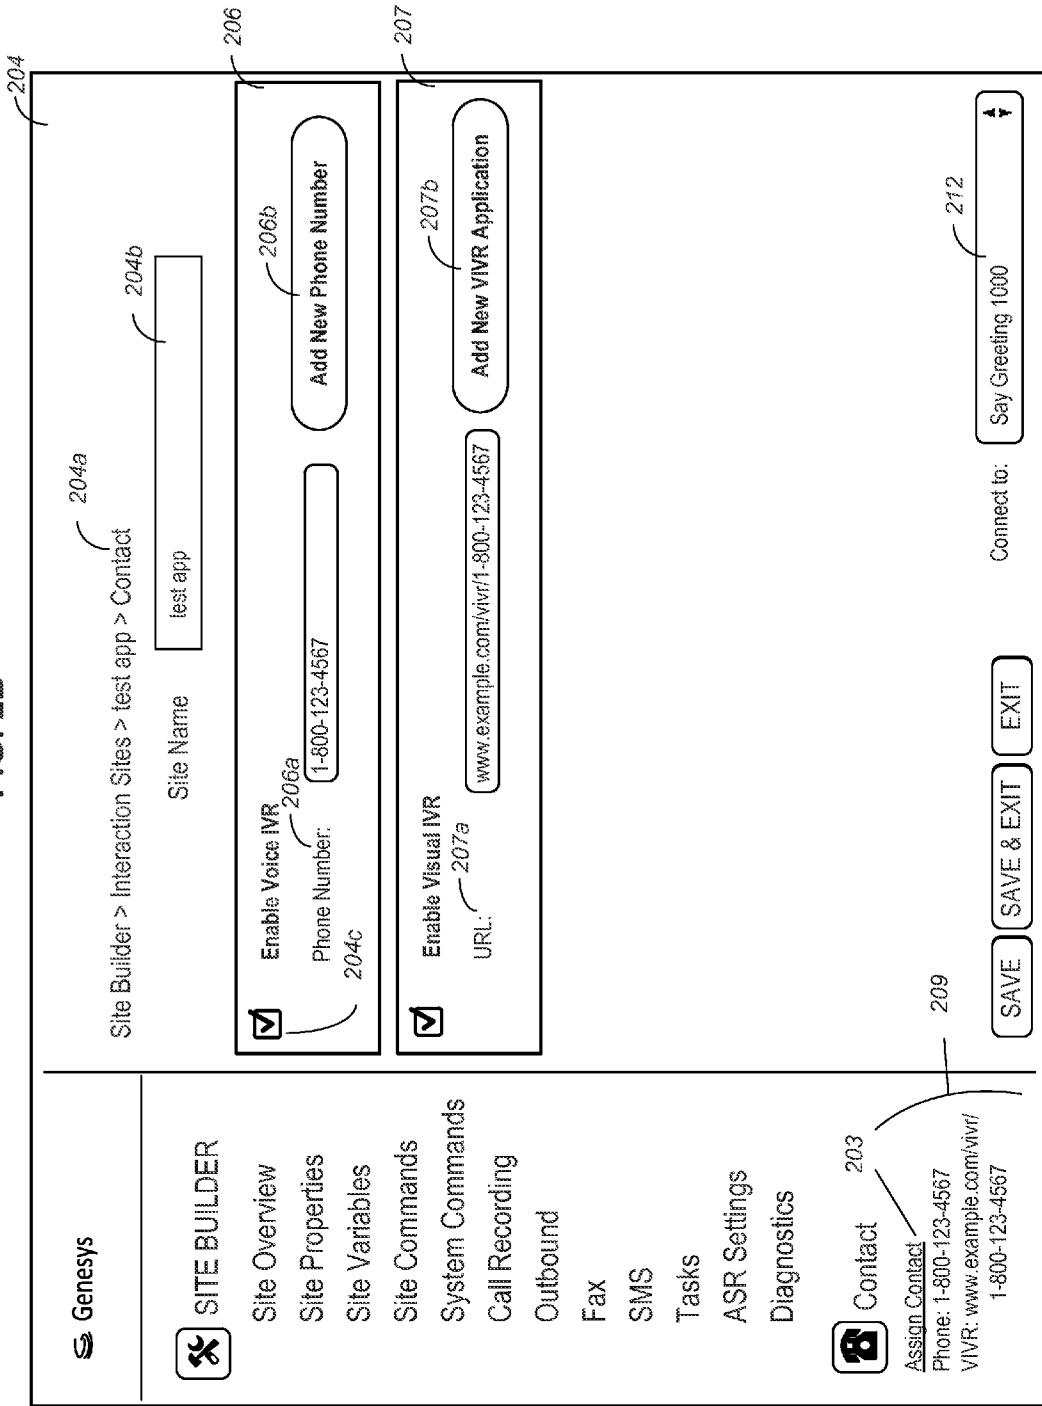 204
Genesys
SITE BUILDER
Site Overview
Site Properties
Site Variables
Site Commands
System Commands
Call Recording
Outbound
Fax
SMS
Tasks
ASR Settings
Diagnostics
Contact
203
Assign Contact
Phone: 1-800-123-4567
VIVR: www.example.com/vivr/
1-800-123-4567
209
Site Builder > Interaction Sites > test app > Contact
204a
Site Name
test app
204b
206
Enable Voice IVR
204c
Phone Number:
206a
1-800-123-4567
Add New Phone Number
206b
207
Enable Visual IVR
URL:
207a
www.example.com/vivr/1-800-123-4567
Add New VIVR Application
207b
SAVE
SAVE & EXIT
EXIT
Connect to:
Say Greeting 1000
212